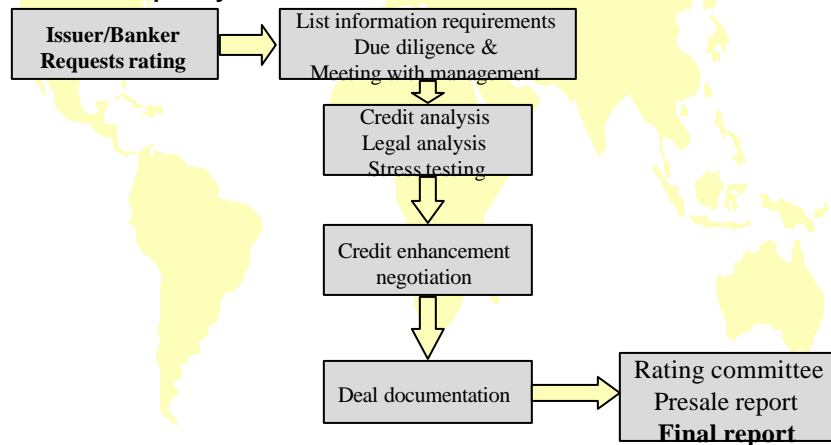 Issuer/Banker
Requests rating
List information requirements
Due diligence &
Meeting with management
Credit analysis
Legal analysis
Stress testing
Credit enhancement
negotiation
Deal documentation
Rating committee
Presale report
Final report